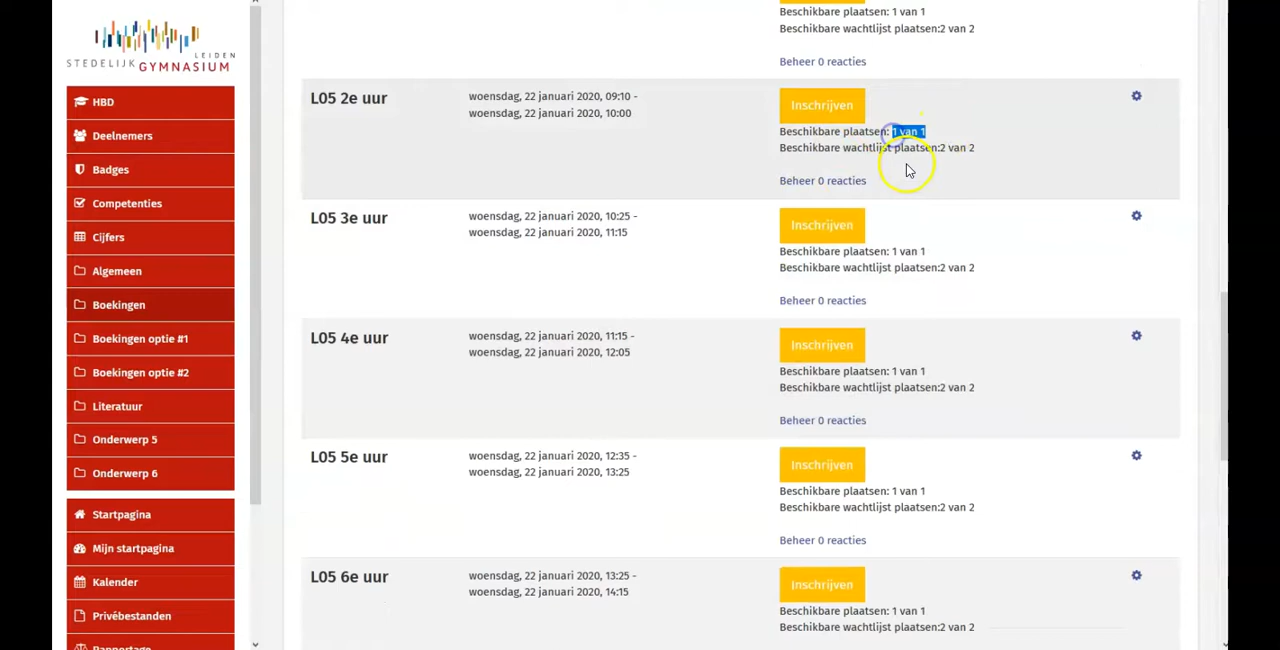 LEIDEN
STEDELIJK GYMNASIUM
HBD
Deelnemers
Badges
Competenties
Cijfers
Algemeen
Boekingen
Boekingen optie #1
Boekingen optie #2
Literatuur
Onderwerp 5
Onderwerp 6
Startpagina
Mijn startpagina
Kalender
Privébestanden
Rapportage
Beschikbare plaatsen: 1 van 1
Beschikbare wachtlijst plaatsen:2 van 2
Beheer 0 reacties
L05 2e uur
woensdag, 22 januari 2020, 09:10 -
woensdag, 22 januari 2020, 10:00
Inschrijven
Beschikbare plaatsen: 1 van 1
Beschikbare wachtlijst plaatsen:2 van 2
Beheer 0 reacties
L05 3e uur
woensdag, 22 januari 2020, 10:25 -
woensdag, 22 januari 2020, 11:15
Inschrijven
Beschikbare plaatsen: 1 van 1
Beschikbare wachtlijst plaatsen:2 van 2
Beheer 0 reacties
L05 4e uur
woensdag, 22 januari 2020, 11:15 -
woensdag, 22 januari 2020, 12:05
Inschrijven
Beschikbare plaatsen: 1 van 1
Beschikbare wachtlijst plaatsen:2 van 2
Beheer 0 reacties
L05 5e uur
woensdag, 22 januari 2020, 12:35 -
woensdag, 22 januari 2020, 13:25
Inschrijven
Beschikbare plaatsen: 1 van 1
Beschikbare wachtlijst plaatsen:2 van 2
Beheer 0 reacties
L05 6e uur
woensdag, 22 januari 2020, 13:25 -
woensdag, 22 januari 2020, 14:15
Inschrijven
Beschikbare plaatsen: 1 van 1
Beschikbare wachtlijst plaatsen:2 van 2